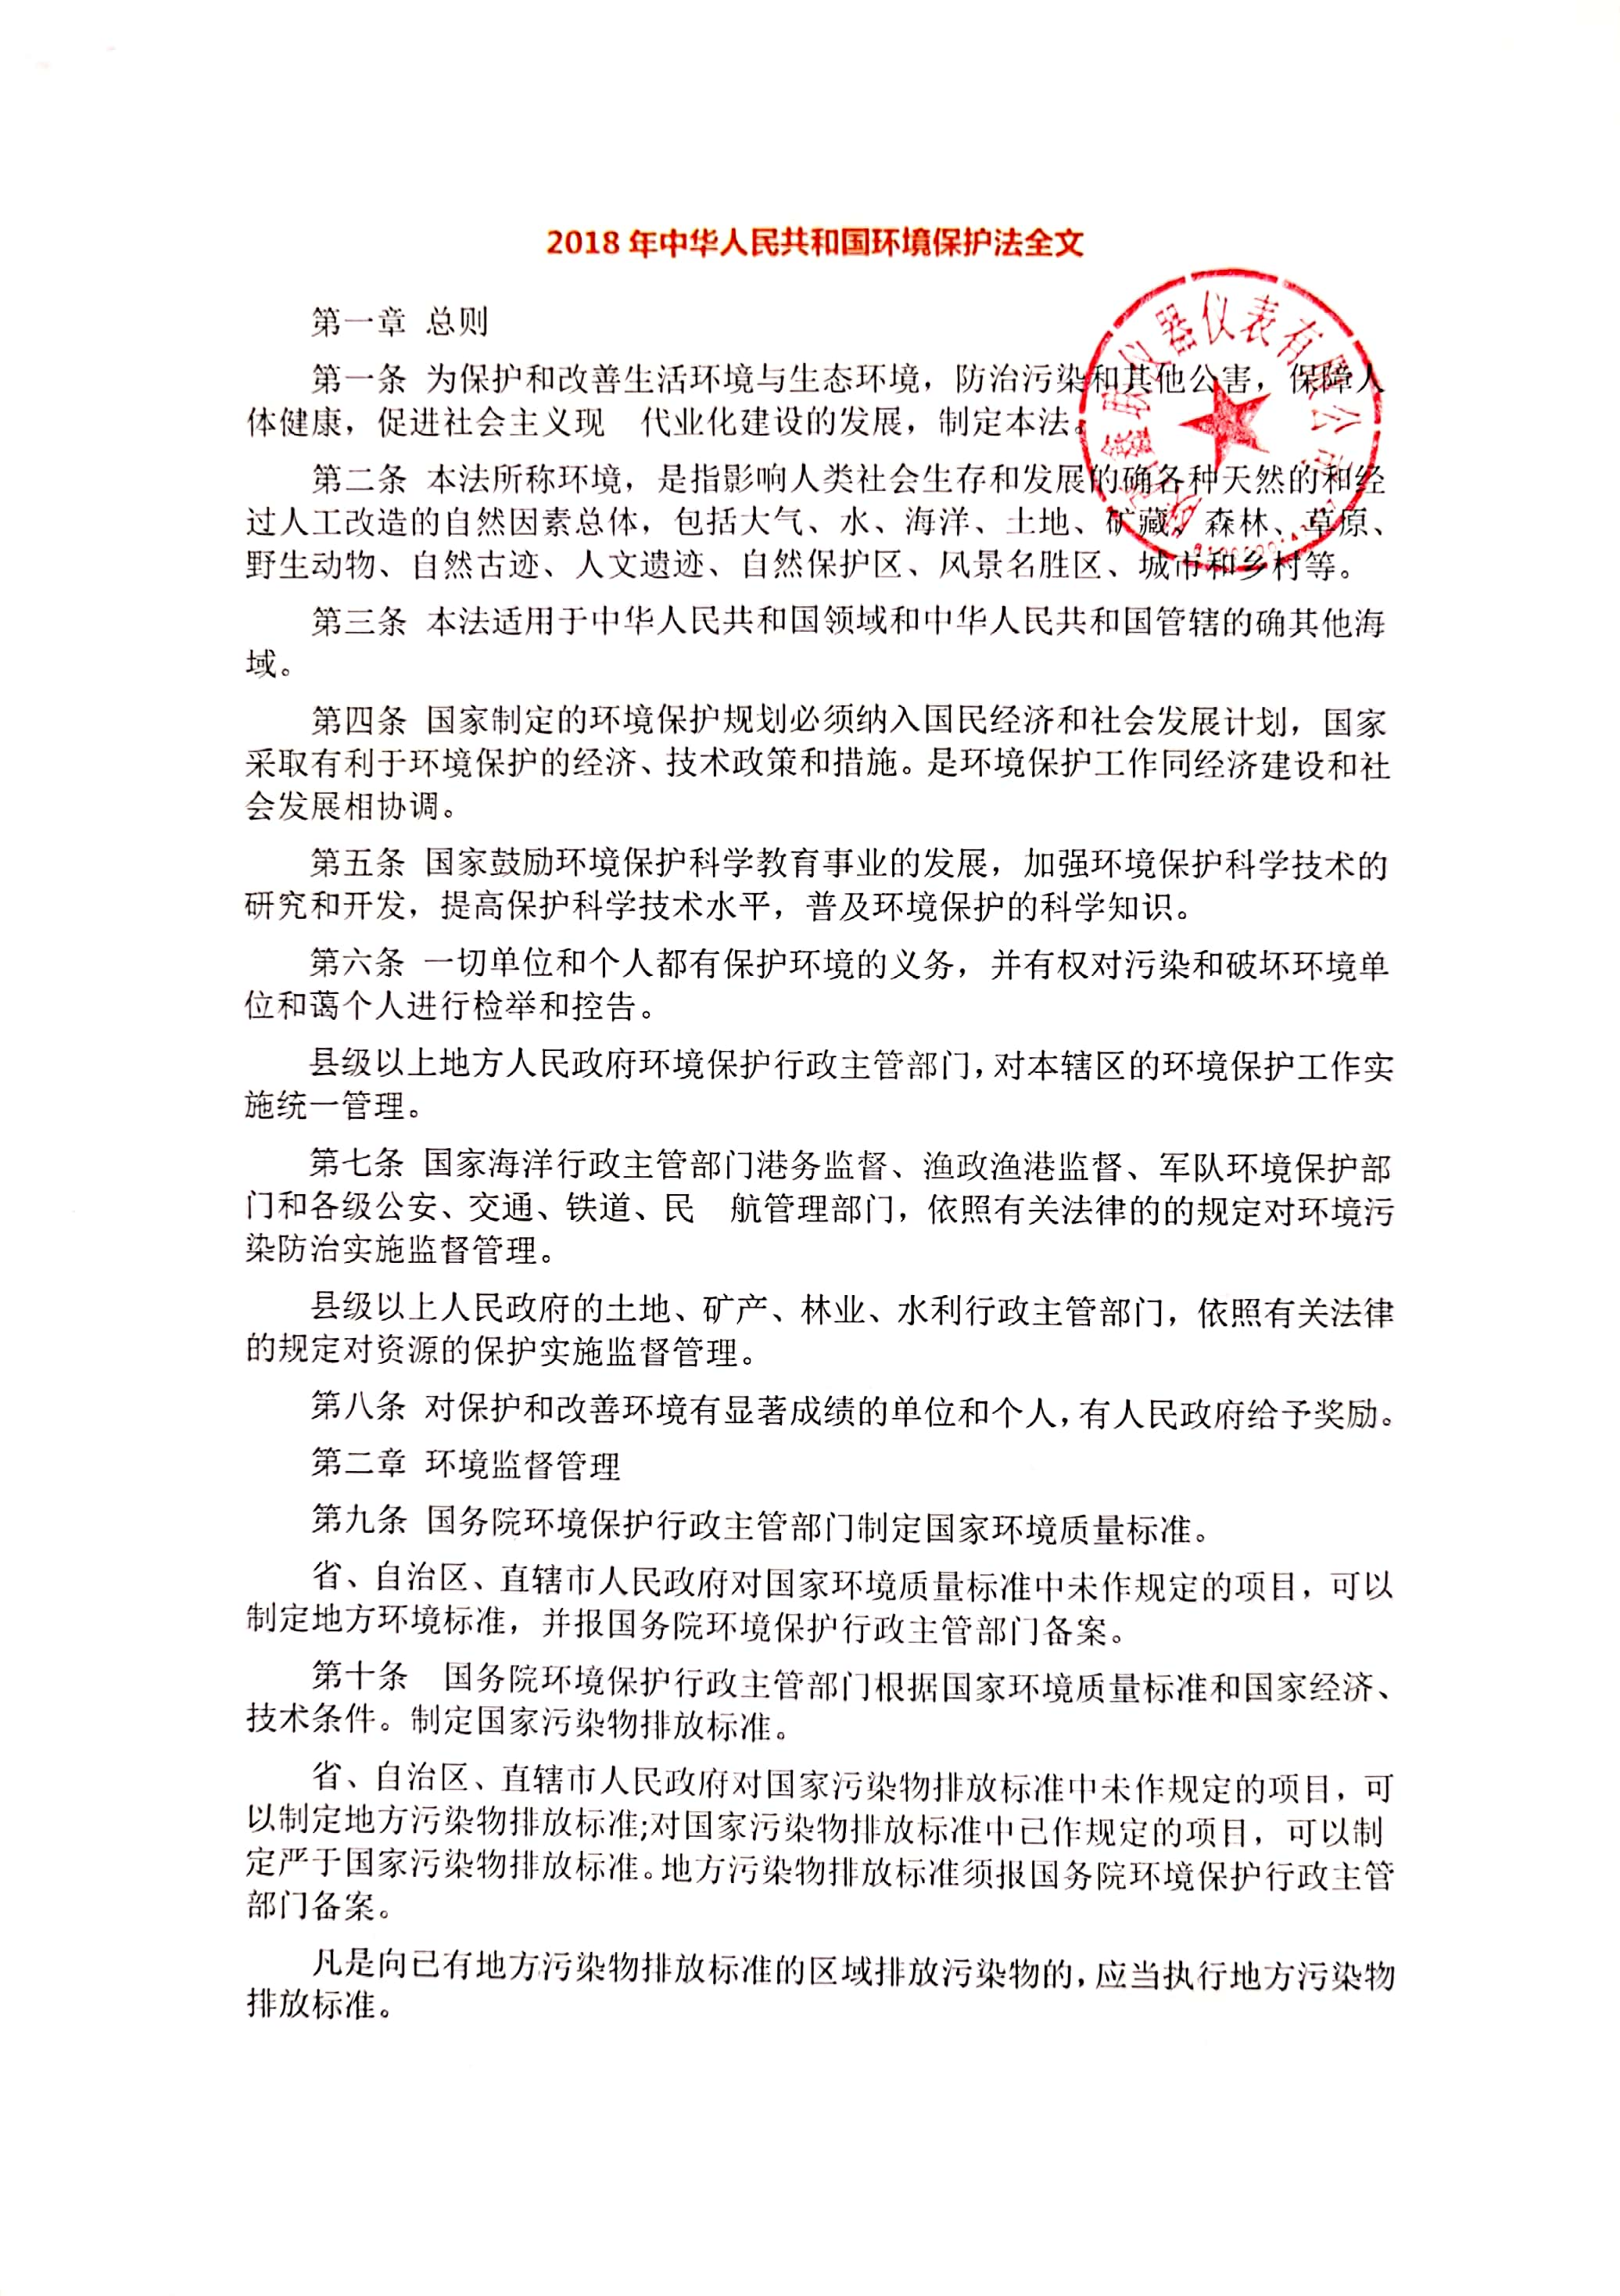 2018年中华人民共和国环境保护法全文
第一章 总则
第一条 为保护和改善生活环境与生态环境，防治污染和其他公害，保障人
体健康，促进社会主义现　代业化建设的发展，制定本法。
第二条 本法所称环境，是指影响人类社会生存和发展的确各种天然的和经
过人工改造的自然因素总体，包括大气、水、海洋、土地、矿藏、森林、草原、
野生动物、自然古迹、人文遗迹、自然保护区、风景名胜区、城市和乡村等。
第三条 本法适用于中华人民共和国领域和中华人民共和国管辖的确其他海
域。
第四条 国家制定的环境保护规划必须纳入国民经济和社会发展计划，国家
采取有利于环境保护的经济、技术政策和措施。是环境保护工作同经济建设和社
会发展相协调。
第五条 国家鼓励环境保护科学教育事业的发展，加强环境保护科学技术的
研究和开发，提高保护科学技术水平，普及环境保护的科学知识。
第六条 一切单位和个人都有保护环境的义务，并有权对污染和破坏环境单
位和蔼个人进行检举和控告。
县级以上地方人民政府环境保护行政主管部门，对本辖区的环境保护工作实
施统一管理。
第七条 国家海洋行政主管部门港务监督、渔政渔港监督、军队环境保护部
门和各级公安、交通、铁道、民　航管理部门，依照有关法律的的规定对环境污
染防治实施监督管理。
县级以上人民政府的土地、矿产、林业、水利行政主管部门，依照有关法律
的规定对资源的保护实施监督管理。
第八条 对保护和改善环境有显著成绩的单位和个人，有人民政府给予奖励。
第二章 环境监督管理
第九条 国务院环境保护行政主管部门制定国家环境质量标准。
省、自治区、直辖市人民政府对国家环境质量标准中未作规定的项目，可以
制定地方环境标准，并报国务院环境保护行政主管部门备案。
第十条　国务院环境保护行政主管部门根据国家环境质量标准和国家经济、
技术条件。制定国家污染物排放标准。
省、自治区、直辖市人民政府对国家污染物排放标准中未作规定的项目，可
以制定地方污染物排放标准;对国家污染物排放标准中已作规定的项目，可以制
定严于国家污染物排放标准。地方污染物排放标准须报国务院环境保护行政主管
部门备案。
凡是向已有地方污染物排放标准的区域排放污染物的，应当执行地方污染物
排放标准。
鑫联仪器仪表有限公司